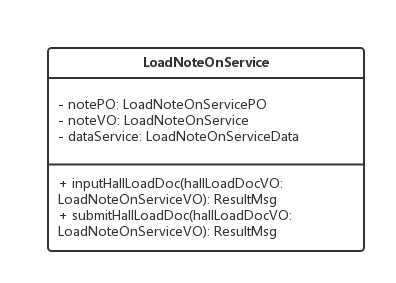 LoadNoteOnService
- notePO: LoadNoteOnServicePO
- noteVO: LoadNoteOnService
- dataService: LoadNoteOnServiceData
+ inputHallLoadDoc(hallLoadDocVO:
LoadNoteOnServiceVO): ResultMsg
+ submitHallLoadDoc(hallLoadDocVO:
LoadNoteOnServiceVO): ResultMsg